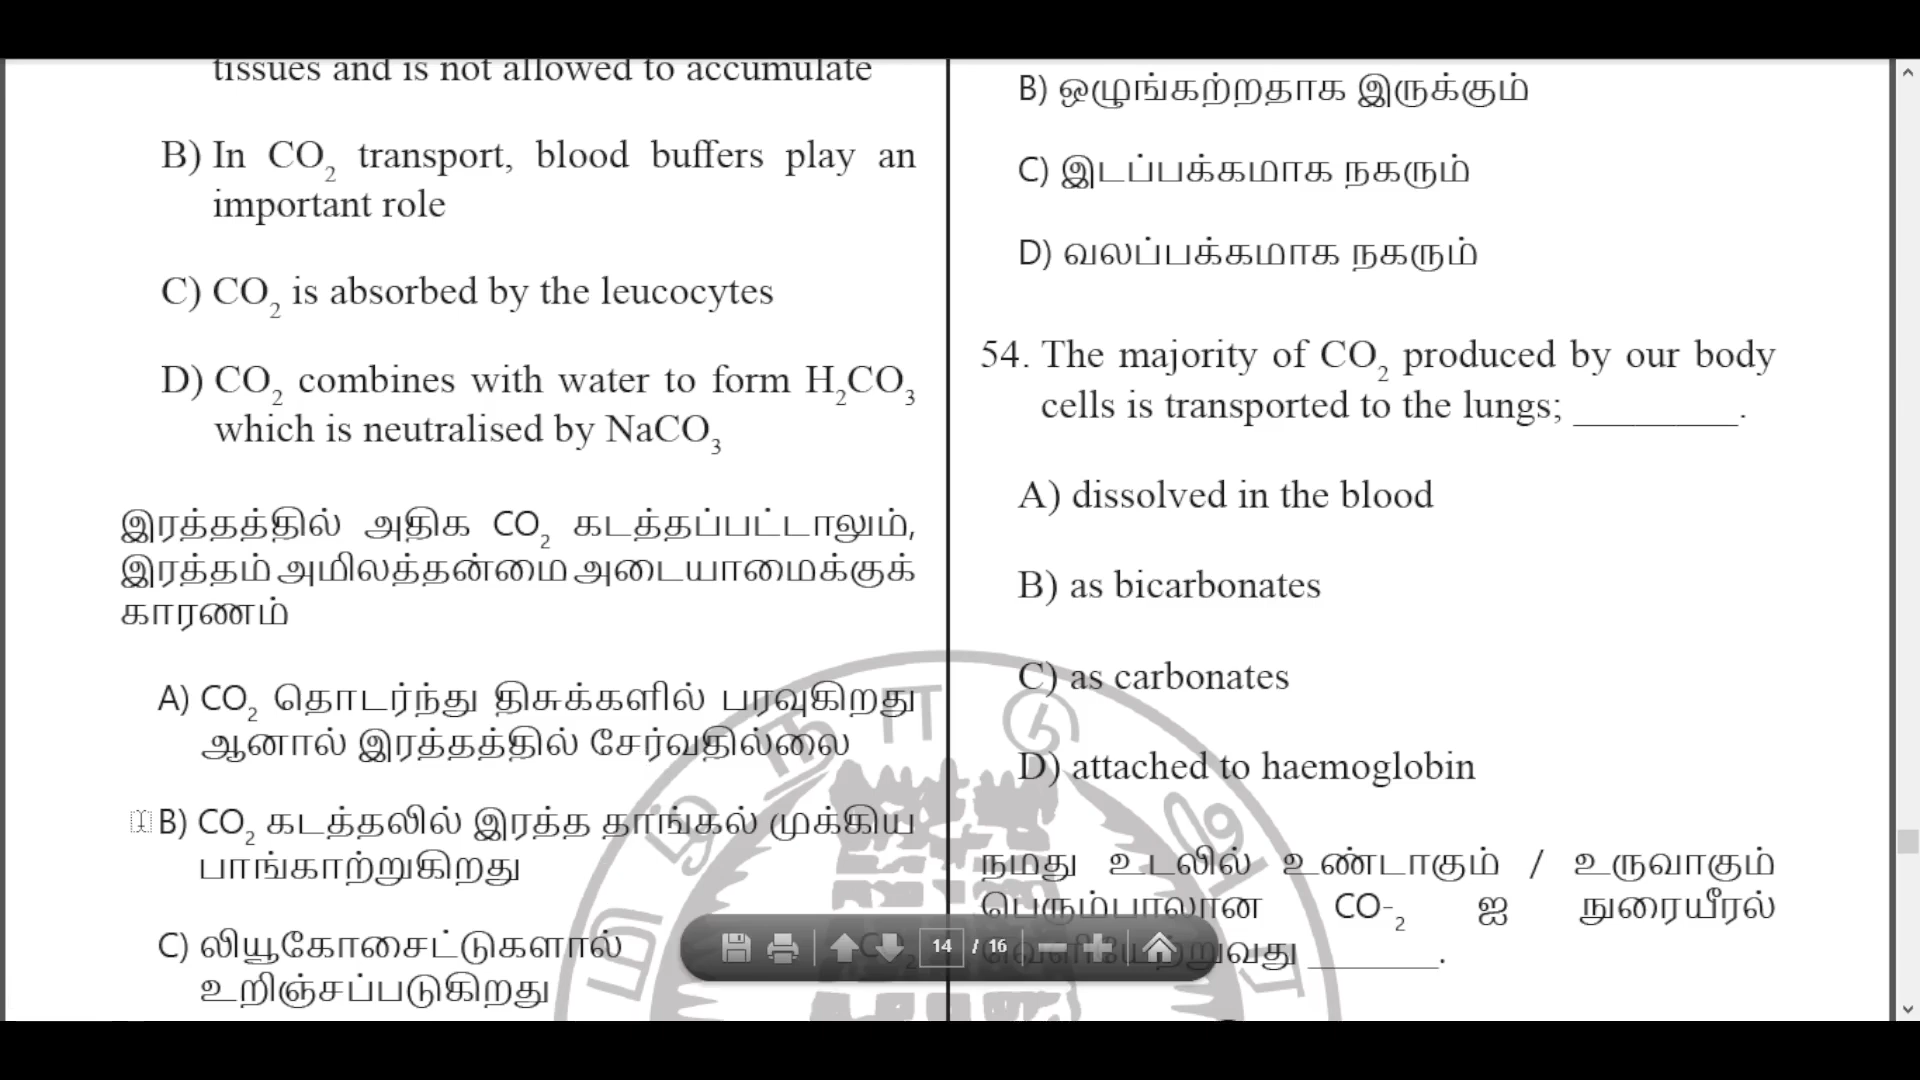 tissues and is not allowed to accumulate
B) In CO₂ transport, blood buffers play an
important role
C) CO₂ is absorbed by the leucocytes
D) CO₂ combines with water to form H₂CO₃
which is neutralised by NaCO₃
இரத்தத்தில் அதிக CO₂ கடத்தப்பட்டாலும்,
இரத்தம் அமிலத்தன்மை அடையாமைக்குக்
காரணம்
A) CO₂ தொடர்ந்து திசுக்களில் பரவுகிறது
ஆனால் இரத்தத்தில் சேர்வதில்லை
B) CO₂ கடத்தலில் இரத்த தாங்கல் முக்கிய
பாங்காற்றுகிறது
C) லியூகோசைட்டுகளால் CO₂
உறிஞ்சப்படுகிறது
B) ஒழுங்கற்றதாக இருக்கும்
C) இடப்பக்கமாக நகரும்
D) வலப்பக்கமாக நகரும்
54. The majority of CO₂ produced by our body
cells is transported to the lungs; ________.
A) dissolved in the blood
B) as bicarbonates
C) as carbonates
D) attached to haemoglobin
நமது உடலில் உண்டாகும் / உருவாகும்
பெரும்பாலான CO-₂ ஐ நுரையீரல்
வெளியேற்றுவது _______.
14 / 16